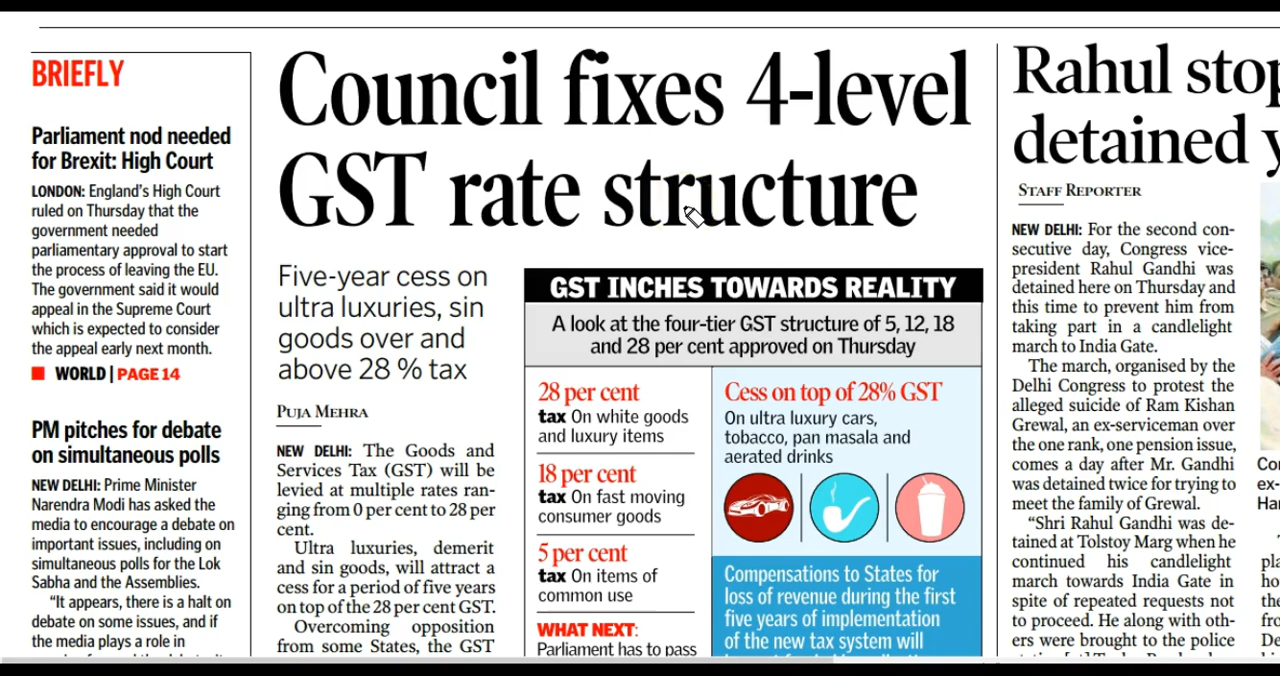 BRIEFLY
Parliament nod needed
for Brexit: High Court
LONDON: England's High Court
ruled on Thursday that the
government needed
parliamentary approval to start
the process of leaving the EU.
The government said it would
appeal in the Supreme Court
which is expected to consider
the appeal early next month.
WORLD | PAGE 14
PM pitches for debate
on simultaneous polls
NEW DELHI: Prime Minister
Narendra Modi has asked the
media to encourage a debate on
important issues, including on
simultaneous polls for the Lok
Sabha and the Assemblies.
"It appears, there is a halt on
debate on some issues, and if
the media plays a role in
Council fixes 4-level
GST rate structure
Five-year cess on
ultra luxuries, sin
goods over and
above 28 % tax
PUJA MEHRA
NEW DELHI: The Goods and
Services Tax (GST) will be
levied at multiple rates ran-
ging from 0 per cent to 28 per
cent.
Ultra luxuries, demerit
and sin goods, will attract a
cess for a period of five years
on top of the 28 per cent GST.
Overcoming opposition
from some States, the GST
GST INCHES TOWARDS REALITY
A look at the four-tier GST structure of 5, 12, 18
and 28 per cent approved on Thursday
28 per cent
tax On white goods
and luxury items
18 per cent
tax On fast moving
consumer goods
5 per cent
tax On items of
common use
WHAT NEXT:
Parliament has to pass
Cess on top of 28% GST
On ultra luxury cars,
tobacco, pan masala and
aerated drinks
Compensations to States for
loss of revenue during the first
five years of implementation
of the new tax system will
Rahul stop
detained y
STAFF REPORTER
NEW DELHI: For the second con-
secutive day, Congress vice-
president Rahul Gandhi was
detained here on Thursday and
this time to prevent him from
taking part in a candlelight
march to India Gate.
The march, organised by the
Delhi Congress to protest the
alleged suicide of Ram Kishan
Grewal, an ex-serviceman over
the one rank, one pension issue,
comes a day after Mr. Gandhi
was detained twice for trying to
meet the family of Grewal.
"Shri Rahul Gandhi was de-
tained at Tolstoy Marg when he
continued his candlelight
march towards India Gate in
spite of repeated requests not
to proceed. He along with oth-
ers were brought to the police
Co
ex-
Har